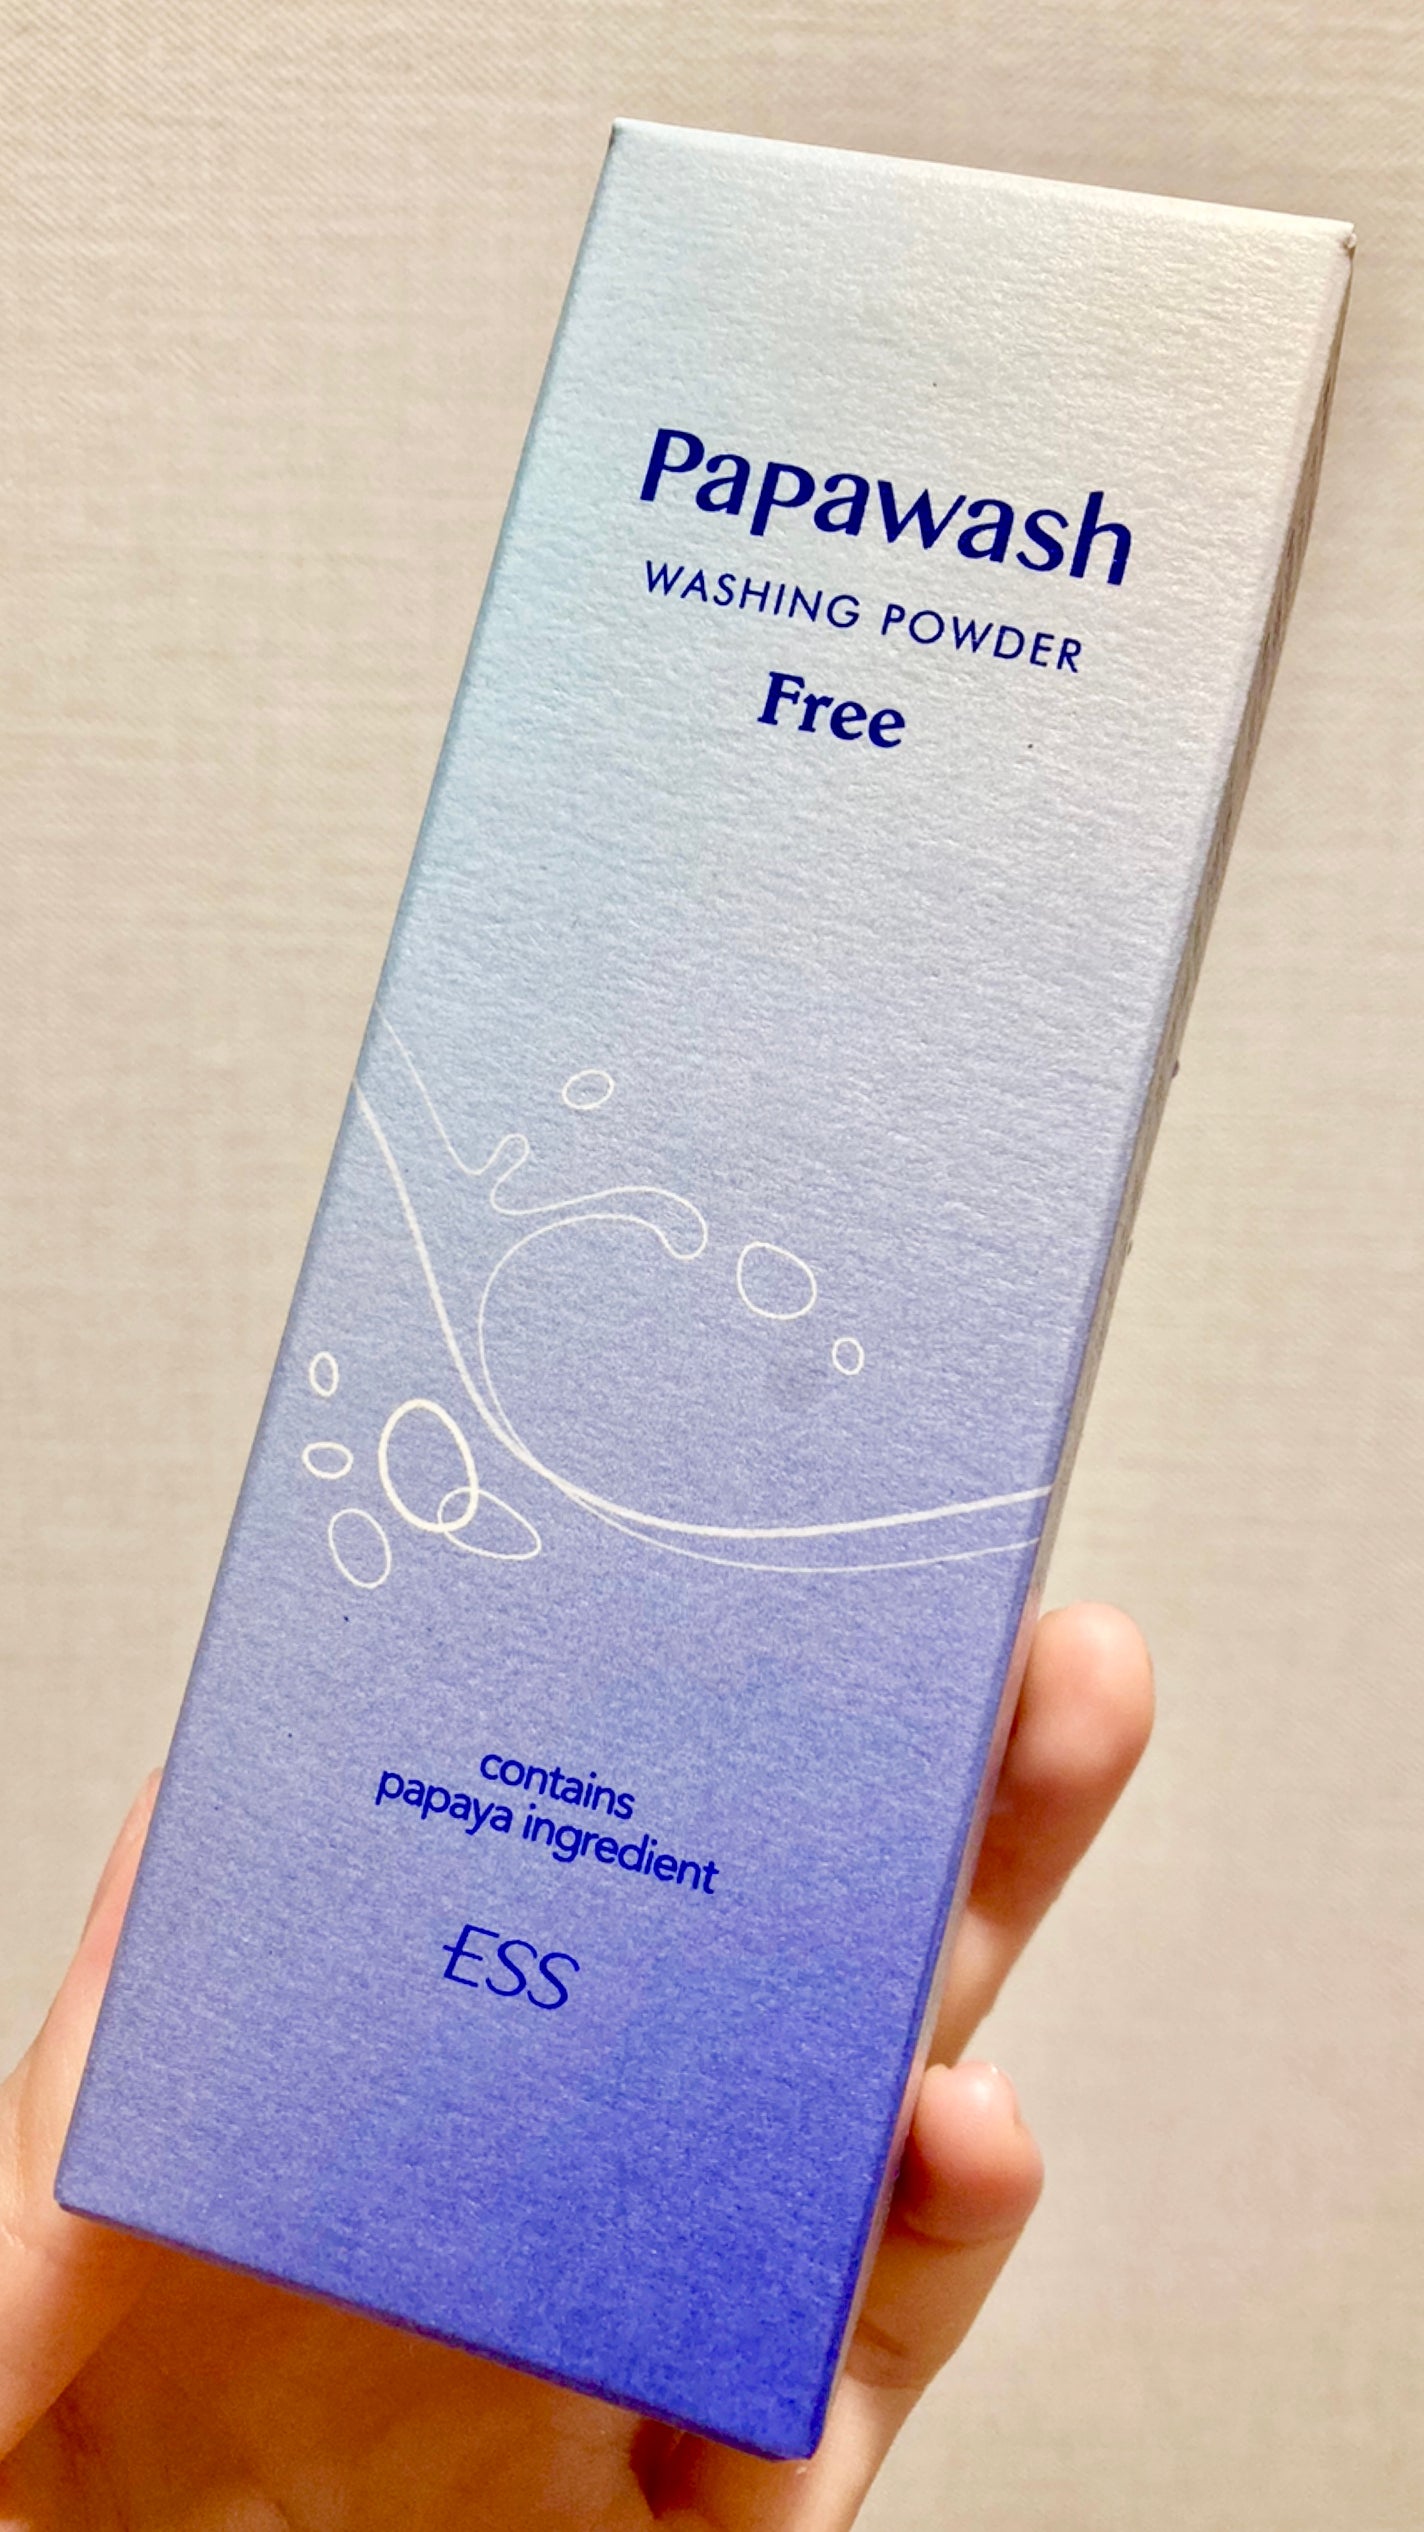 Papawash
WASHING POWDER
Free
contains
papaya ingredient
ESS